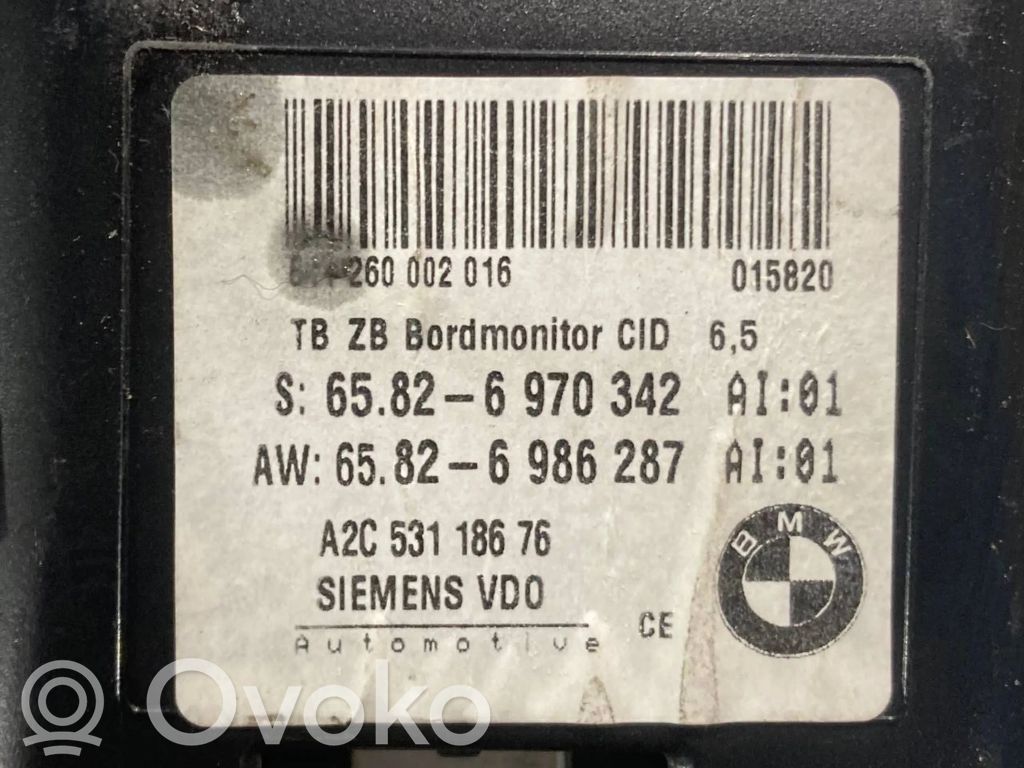 260 002 016 015820
TB ZB Bordmonitor CID 6,5
S: 65.82-6 970 342 AI:01
AW: 65.82-6 986 287 AI:01
A2C 531 186 76
SIEMENS VDO
Automotive
CE
BMW
Ovoko